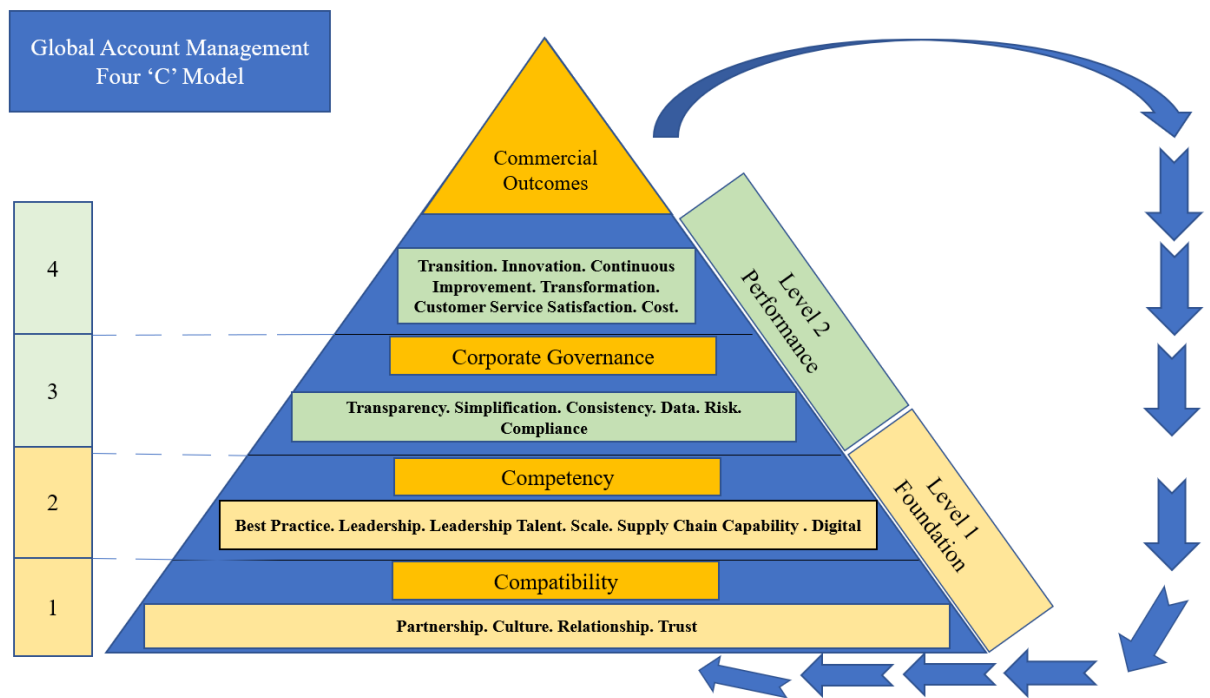 Global Account Management
Four ‘C’ Model
Commercial
Outcomes
4
Transition. Innovation. Continuous
Improvement. Transformation.
Customer Service Satisfaction. Cost.
Level 2
Performance
3
Corporate Governance
Transparency. Simplification. Consistency. Data. Risk.
Compliance
2
Competency
Best Practice. Leadership. Leadership Talent. Scale. Supply Chain Capability . Digital
Level 1
Foundation
1
Compatibility
Partnership. Culture. Relationship. Trust